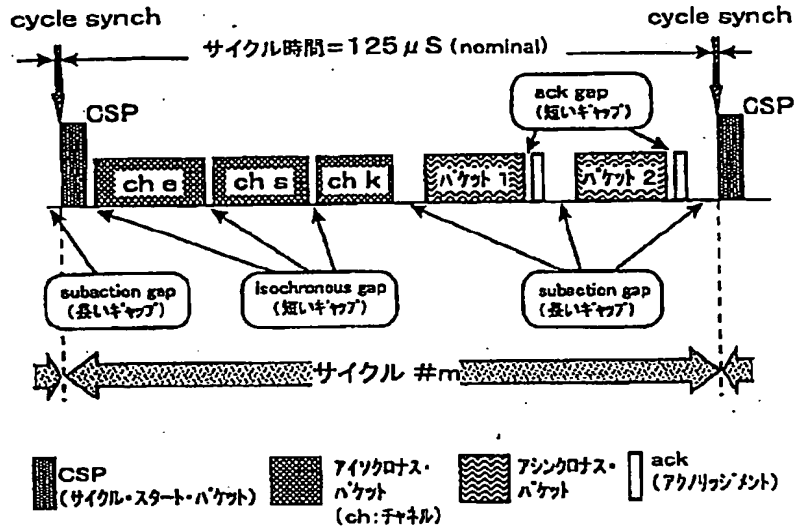 cycle synch
cycle synch
サイクル時間=125μS (nominal)
CSP
ack gap
(短いギャップ)
CSP
ch e
ch s
ch k
パケット 1
パケット 2
subaction gap
(長いギャップ)
isochronous gap
(短いギャップ)
subaction gap
(長いギャップ)
サイクル #m
CSP
(サイクル・スタート・パケット)
アイソクロナス・
パケット
(ch:チャネル)
アシンクロナス・
パケット
ack
(アクノリッジメント)